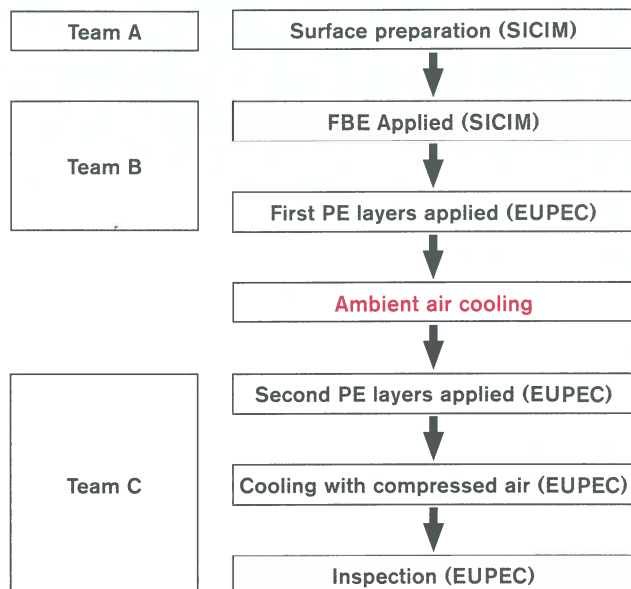 Team A
Surface preparation (SICIM)
Team B
FBE Applied (SICIM)
First PE layers applied (EUPEC)
Ambient air cooling
Team C
Second PE layers applied (EUPEC)
Cooling with compressed air (EUPEC)
Inspection (EUPEC)